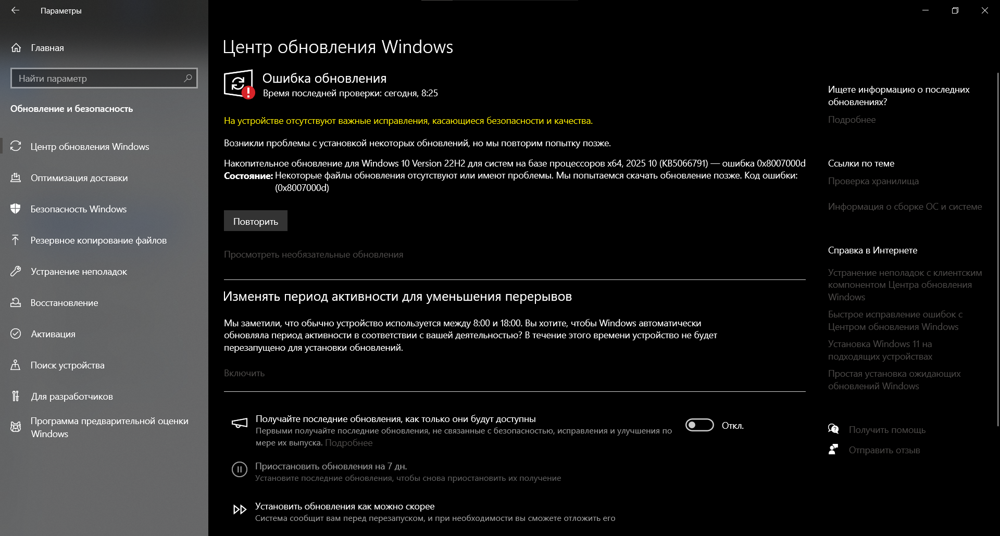 Параметры
Главная
Найти параметр
Обновление и безопасность
Центр обновления Windows
Оптимизация доставки
Безопасность Windows
Резервное копирование файлов
Устранение неполадок
Восстановление
Активация
Поиск устройства
Для разработчиков
Программа предварительной оценки
Windows
Центр обновления Windows
Ошибка обновления
Время последней проверки: сегодня, 8:25
На устройстве отсутствуют важные исправления, касающиеся безопасности и качества.
Возникли проблемы с установкой некоторых обновлений, но мы повторим попытку позже.
Накопительное обновление для Windows 10 Version 22H2 для систем на базе процессоров x64, 2025 10 (KB5066791) — ошибка 0x8007000d
Состояние: Некоторые файлы обновления отсутствуют или имеют проблемы. Мы попытаемся скачать обновление позже. Код ошибки:
(0x8007000d)
Повторить
Просмотреть необязательные обновления
Изменять период активности для уменьшения перерывов
Мы заметили, что обычно устройство используется между 8:00 и 18:00. Вы хотите, чтобы Windows автоматически
обновляла период активности в соответствии с вашей деятельностью? В течение этого времени устройство не будет
перезапущено для установки обновлений.
Включить
Получайте последние обновления, как только они будут доступны
Первыми получайте последние обновления, не связанные с безопасностью, исправления и улучшения по
мере их выпуска. Подробнее
Откл.
Приостановить обновления на 7 дн.
Установите последние обновления, чтобы снова приостановить их получение
Установить обновления как можно скорее
Система сообщит вам перед перезапуском, и при необходимости вы сможете отложить его
Ищете информацию о последних
обновлениях?
Подробнее
Ссылки по теме
Проверка хранилища
Информация о сборке ОС и системе
Справка в Интернете
Устранение неполадок с клиентским
компонентом Центра обновления
Windows
Быстрое исправление ошибок с
Центром обновления Windows
Установка Windows 11 на
подходящих устройствах
Простая установка ожидающих
обновлений Windows
Получить помощь
Отправить отзыв